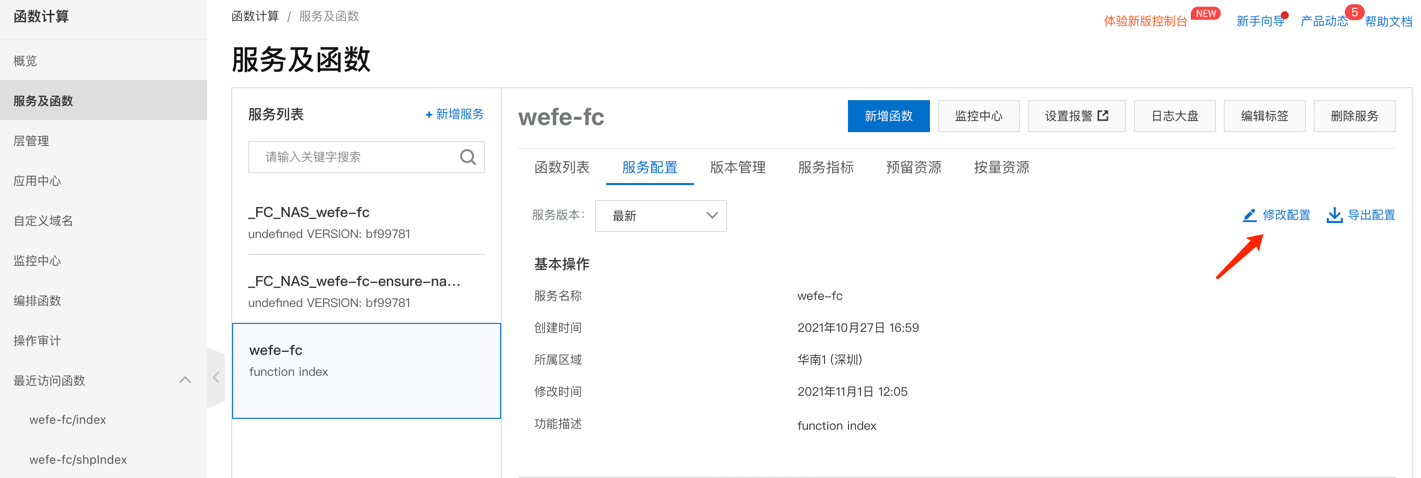 函数计算
概览
服务及函数
层管理
应用中心
自定义域名
监控中心
编排函数
操作审计
最近访问函数
wefe-fc/index
wefe-fc/shpIndex
函数计算 / 服务及函数
体验新版控制台 NEW 新手向导 产品动态 5 帮助文档
服务及函数
服务列表 + 新增服务
请输入关键字搜索
_FC_NAS_wefe-fc
undefined VERSION: bf99781
_FC_NAS_wefe-fc-ensure-na...
undefined VERSION: bf99781
wefe-fc
function index
wefe-fc
新增函数 监控中心 设置报警 日志大盘 编辑标签 删除服务
函数列表 服务配置 版本管理 服务指标 预留资源 按量资源
服务版本: 最新 修改配置 导出配置
基本操作
服务名称 wefe-fc
创建时间 2021年10月27日 16:59
所属区域 华南1 (深圳)
修改时间 2021年11月1日 12:05
功能描述 function index